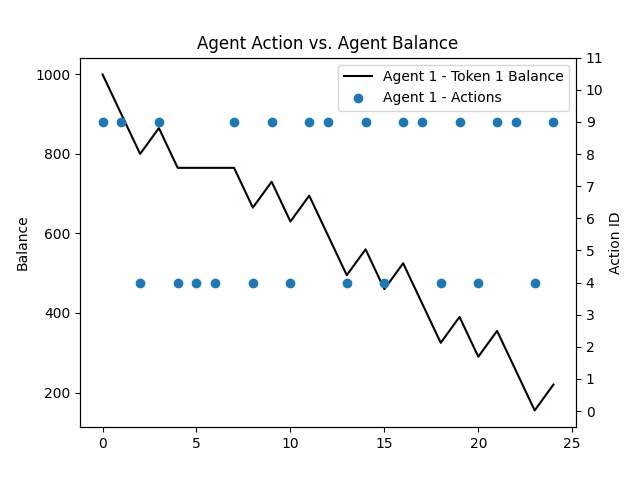 Agent Action vs. Agent Balance
Agent 1 - Token 1 Balance
Agent 1 - Actions
Balance
1000
800
600
400
200
0 5 10 15 20 25
11
10
9
8
7
6
5
4
3
2
1
0
Action ID